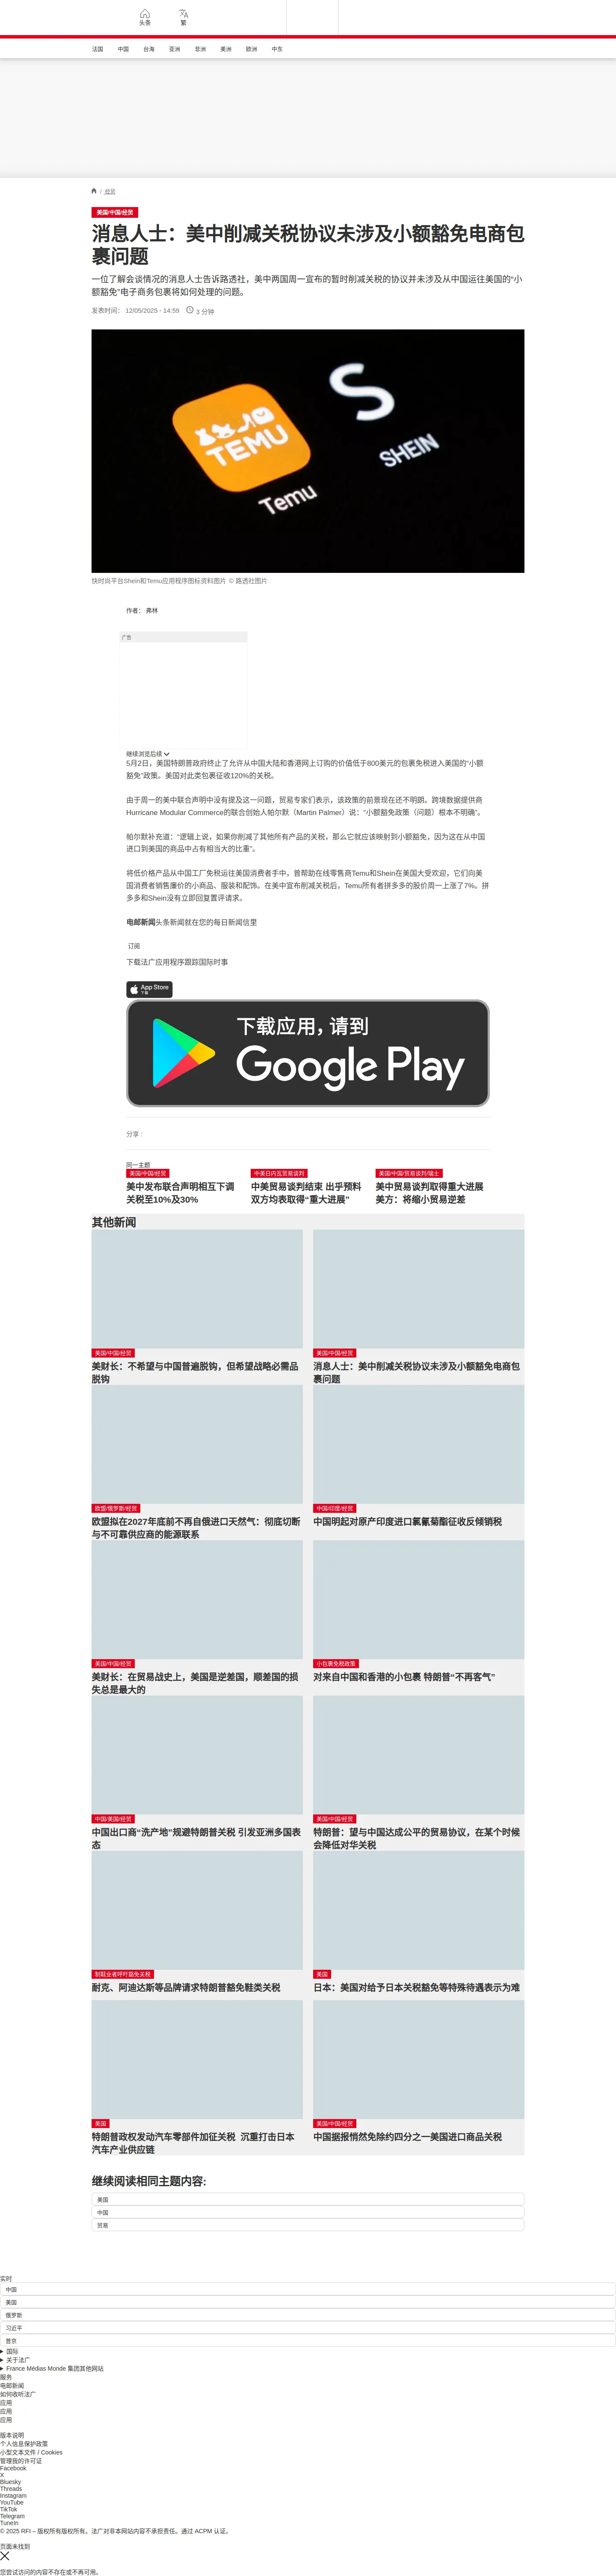 头条
繁
法国
中国
台海
亚洲
非洲
美洲
欧洲
中东
/ 经贸
美国/中国/经贸
消息人士：美中削减关税协议未涉及小额豁免电商包
裹问题
一位了解会谈情况的消息人士告诉路透社，美中两国周一宣布的暂时削减关税的协议并未涉及从中国运往美国的“小
额豁免”电子商务包裹将如何处理的问题。
发表时间： 12/05/2025 - 14:59
3 分钟
TEMU
Temu
S
SHEIN
快时尚平台Shein和Temu应用程序图标资料图片 © 路透社图片
作者： 弗林
广告
继续浏览后续
5月2日，美国特朗普政府终止了允许从中国大陆和香港网上订购的价值低于800美元的包裹免税进入美国的“小额
豁免”政策。美国对此类包裹征收120%的关税。
由于周一的美中联合声明中没有提及这一问题，贸易专家们表示，该政策的前景现在还不明朗。跨境数据提供商
Hurricane Modular Commerce的联合创始人帕尔默（Martin Palmer）说：“小额豁免政策（问题）根本不明确”。
帕尔默补充道：“逻辑上说，如果你削减了其他所有产品的关税，那么它就应该映射到小额豁免，因为这在从中国
进口到美国的商品中占有相当大的比重”。
将低价格产品从中国工厂免税运往美国消费者手中，曾帮助在线零售商Temu和Shein在美国大受欢迎，它们向美
国消费者销售廉价的小商品、服装和配饰。在美中宣布削减关税后，Temu所有者拼多多的股价周一上涨了7%。拼
多多和Shein没有立即回复置评请求。
电邮新闻头条新闻就在您的每日新闻信里
订阅
下载法广应用程序跟踪国际时事
App Store
下载
下载应用，请到
Google Play
分享 :
同一主题
美国/中国/经贸
美中发布联合声明相互下调
关税至10%及30%
中美日内瓦贸易谈判
中美贸易谈判结束 出乎预料
双方均表取得“重大进展”
美国/中国/贸易谈判/瑞士
美中贸易谈判取得重大进展
美方：将缩小贸易逆差
其他新闻
美国/中国/经贸
美财长：不希望与中国普遍脱钩，但希望战略必需品
脱钩
美国/中国/经贸
消息人士：美中削减关税协议未涉及小额豁免电商包
裹问题
欧盟/俄罗斯/经贸
欧盟拟在2027年底前不再自俄进口天然气：彻底切断
与不可靠供应商的能源联系
中国/印度/经贸
中国明起对原产印度进口氯氰菊酯征收反倾销税
美国/中国/经贸
美财长：在贸易战史上，美国是逆差国，顺差国的损
失总是最大的
小包裹免税政策
对来自中国和香港的小包裹 特朗普“不再客气”
中国/美国/经贸
中国出口商“洗产地”规避特朗普关税 引发亚洲多国表
态
美国/中国/经贸
特朗普：望与中国达成公平的贸易协议，在某个时候
会降低对华关税
制鞋业者呼吁豁免关税
耐克、阿迪达斯等品牌请求特朗普豁免鞋类关税
美国
日本：美国对给予日本关税豁免等特殊待遇表示为难
美国
特朗普政权发动汽车零部件加征关税 沉重打击日本
汽车产业供应链
美国/中国/经贸
中国据报悄然免除约四分之一美国进口商品关税
继续阅读相同主题内容:
美国
中国
贸易
实时
中国
美国
俄罗斯
习近平
普京
国际
关于法广
France Médias Monde 集团其他网站
服务
电邮新闻
如何收听法广
应用
应用
应用
版本说明
个人信息保护政策
小型文本文件 / Cookies
管理我的许可证
Facebook
X
Bluesky
Threads
Instagram
YouTube
TikTok
Telegram
TuneIn
© 2025 RFI – 版权所有版权所有。法广对非本网站内容不承担责任。通过 ACPM 认证。
页面未找到
您尝试访问的内容不存在或不再可用。